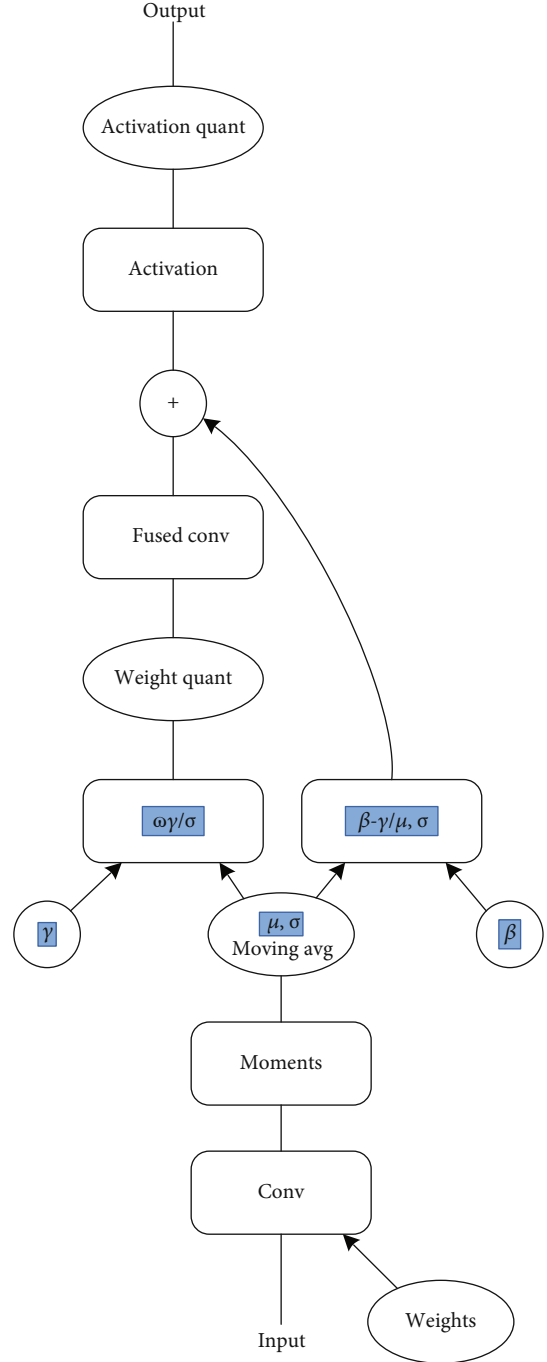 Output
Activation quant
Activation
+
Fused conv
Weight quant
ωγ/σ
β-γ/μ, σ
γ
μ, σ
Moving avg
β
Moments
Conv
Weights
Input